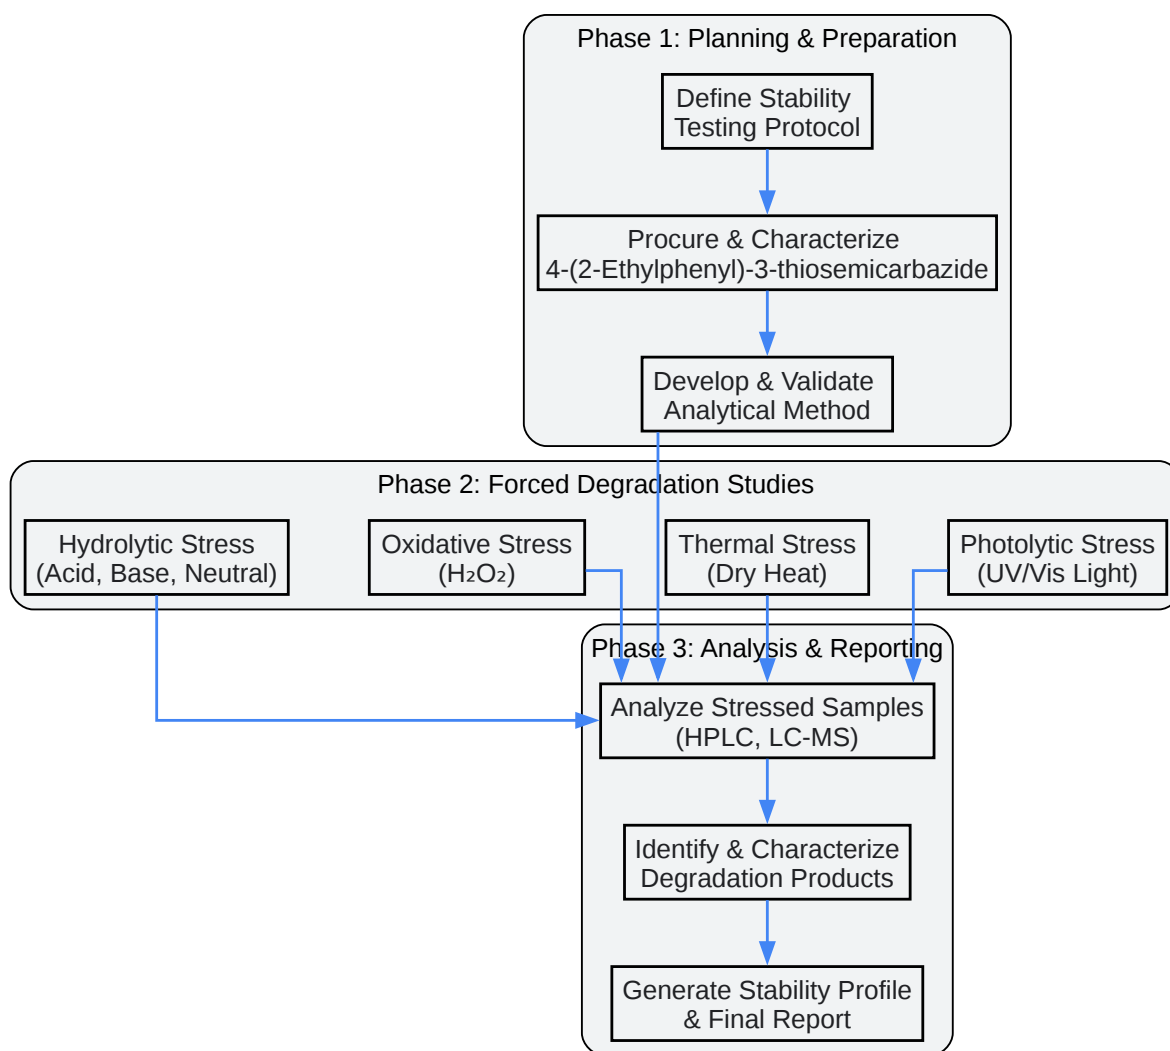 Phase 1: Planning & Preparation
Define Stability
Testing Protocol
Procure & Characterize
4-(2-Ethylphenyl)-3-thiosemicarbazide
Develop & Validate
Analytical Method
Phase 2: Forced Degradation Studies
Hydrolytic Stress
(Acid, Base, Neutral)
Oxidative Stress
(H₂O₂)
Thermal Stress
(Dry Heat)
Photolytic Stress
(UV/Vis Light)
Phase 3: Analysis & Reporting
Analyze Stressed Samples
(HPLC, LC-MS)
Identify & Characterize
Degradation Products
Generate Stability Profile
& Final Report